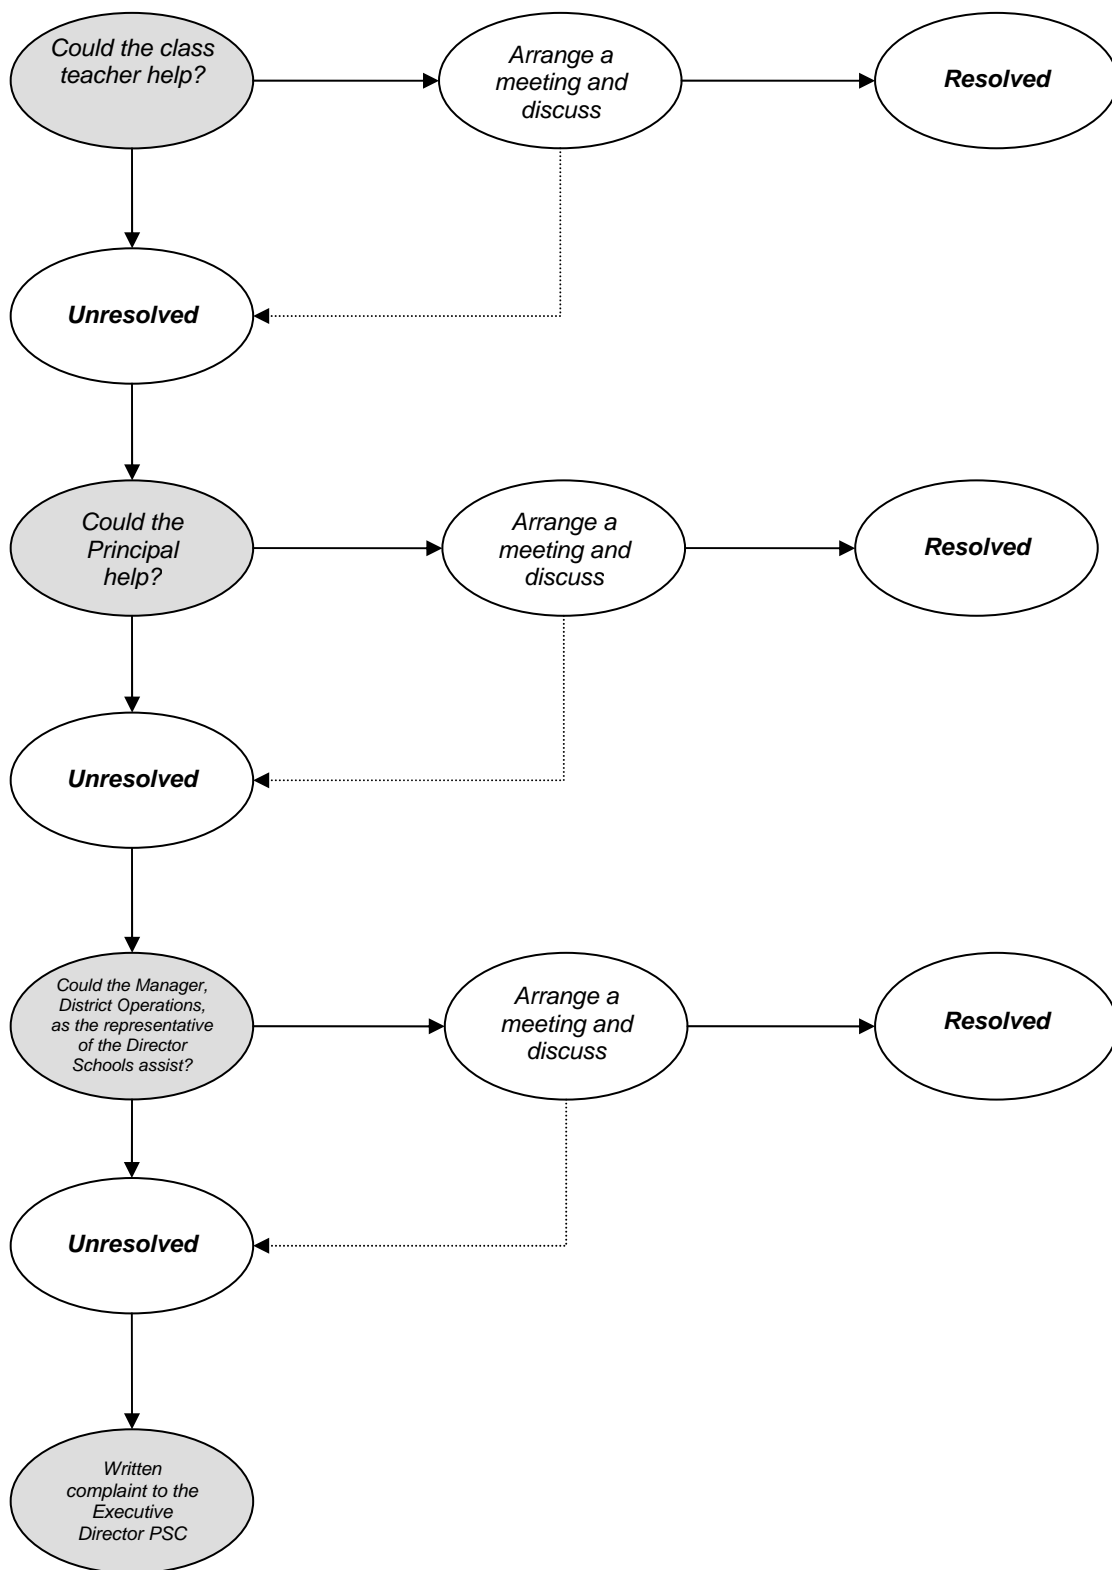 Could the class
teacher help?
Arrange a
meeting and
discuss
Resolved
Unresolved
Could the
Principal
help?
Arrange a
meeting and
discuss
Resolved
Unresolved
Could the Manager,
District Operations,
as the representative
of the Director
Schools assist?
Arrange a
meeting and
discuss
Resolved
Unresolved
Written
complaint to the
Executive
Director PSC